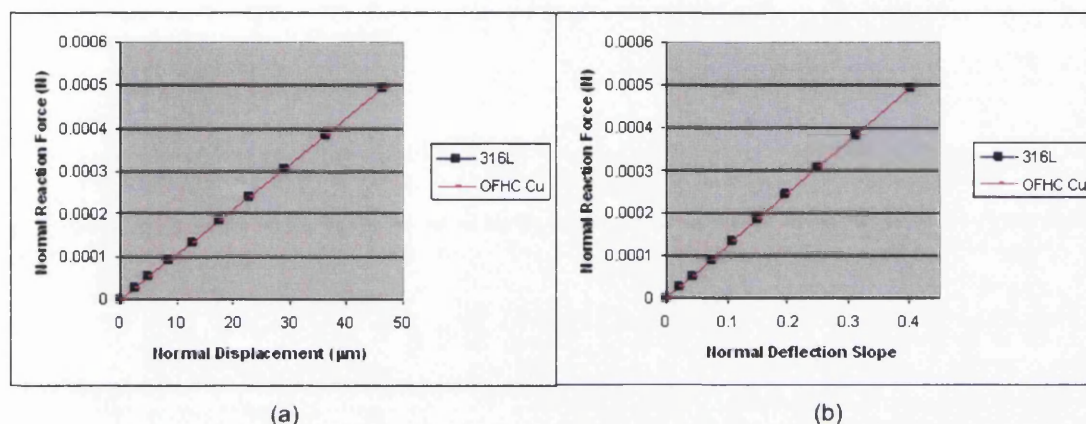 0.0006
0.0005
0.0004
0.0003
0.0002
0.0001
0
Normal Reaction Force (N)
0 10 20 30 40 50
Normal Displacement (µm)
316L
OFHC Cu
(a)
0.0006
0.0005
0.0004
0.0003
0.0002
0.0001
0
Normal Reaction Force (N)
0 0.1 0.2 0.3 0.4
Normal Deflection Slope
316L
OFHC Cu
(b)